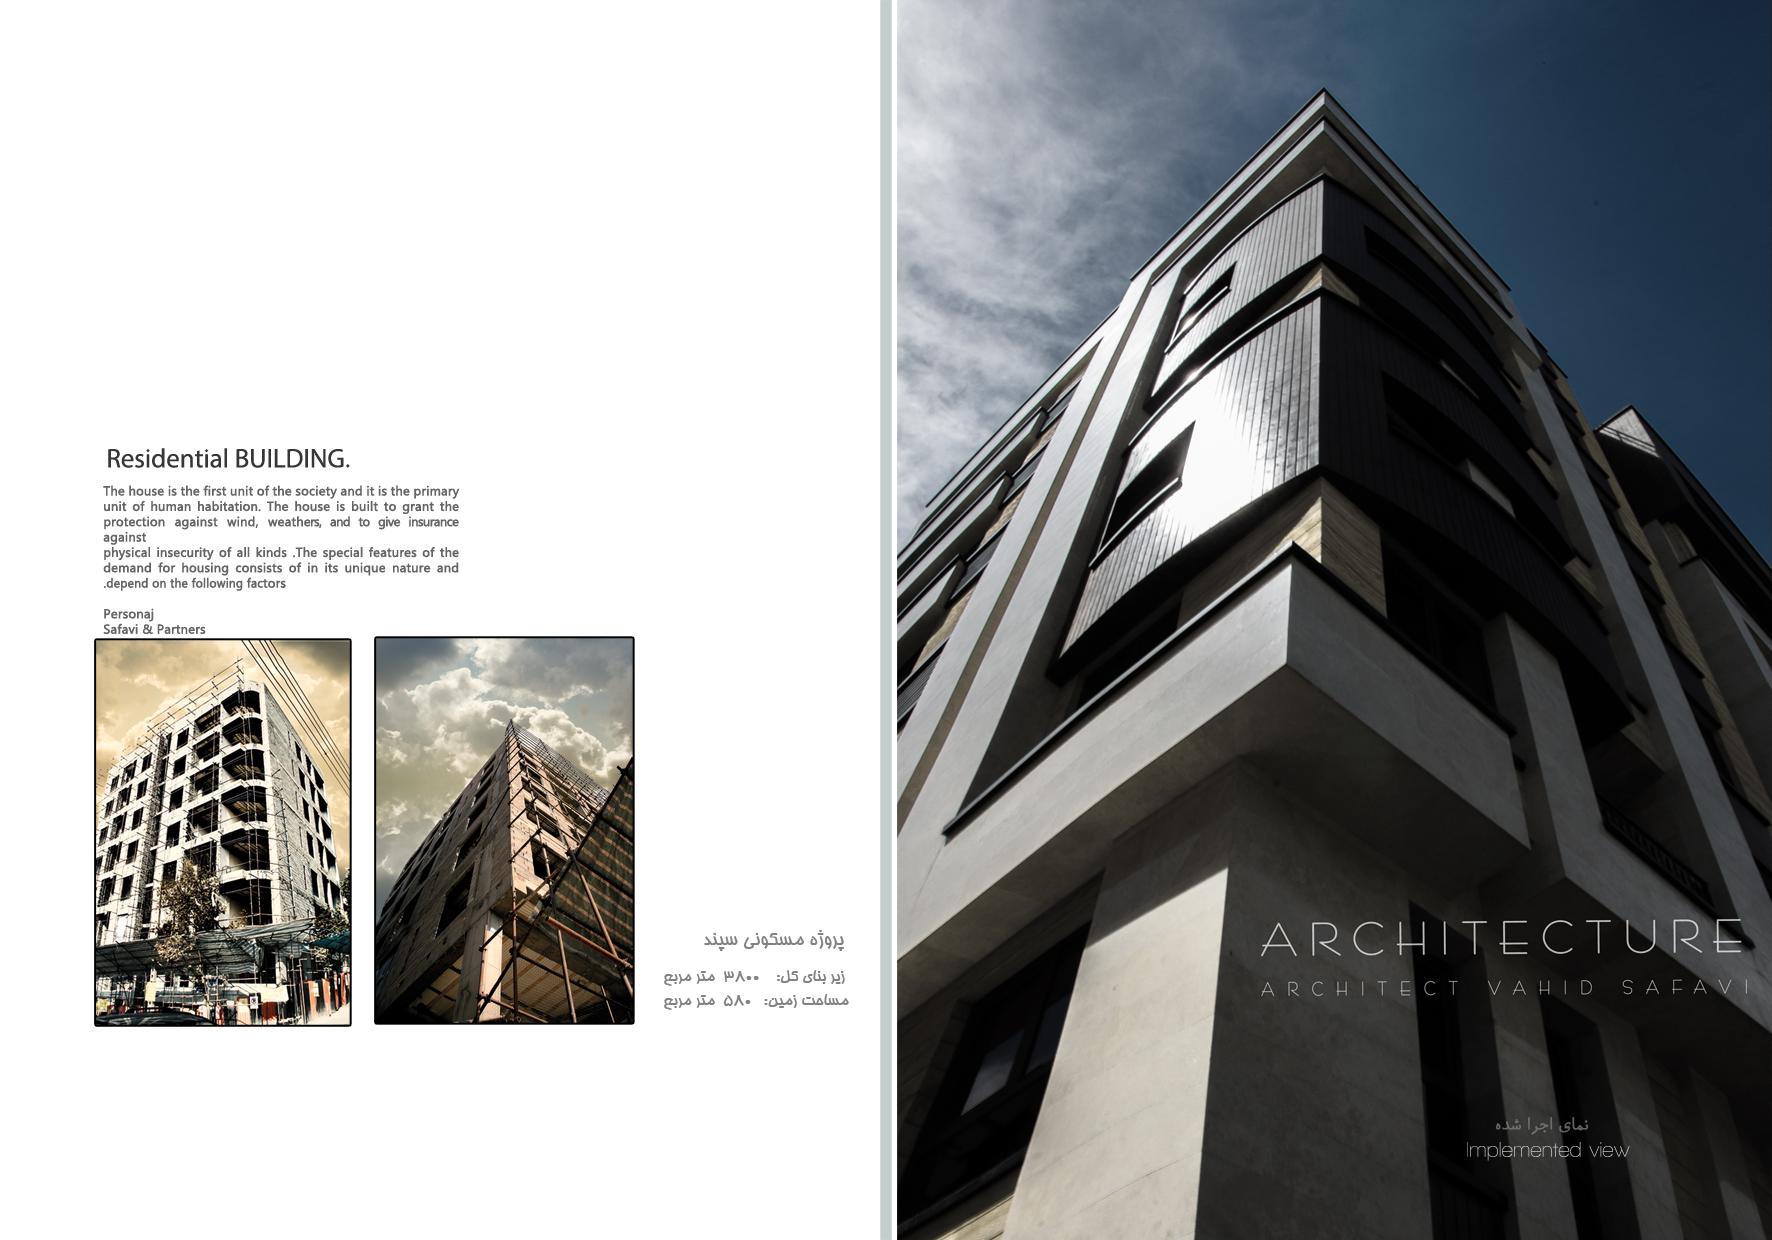 Residential BUILDING.
The house is the first unit of the society and it is the primary
unit of human habitation. The house is built to grant the
protection against wind, weathers, and to give insurance
against
physical insecurity of all kinds .The special features of the
demand for housing consists of in its unique nature and
.depend on the following factors
Personaj
Safavi & Partners
پروژه مسکونی سپند
زیر بنای کل: ۳۸۰۰ متر مربع
مساحت زمین: ۵۸۰ متر مربع
ARCHITECTURE
ARCHITECT VAHID SAFAVI
نمای اجرا شده
Implemented view